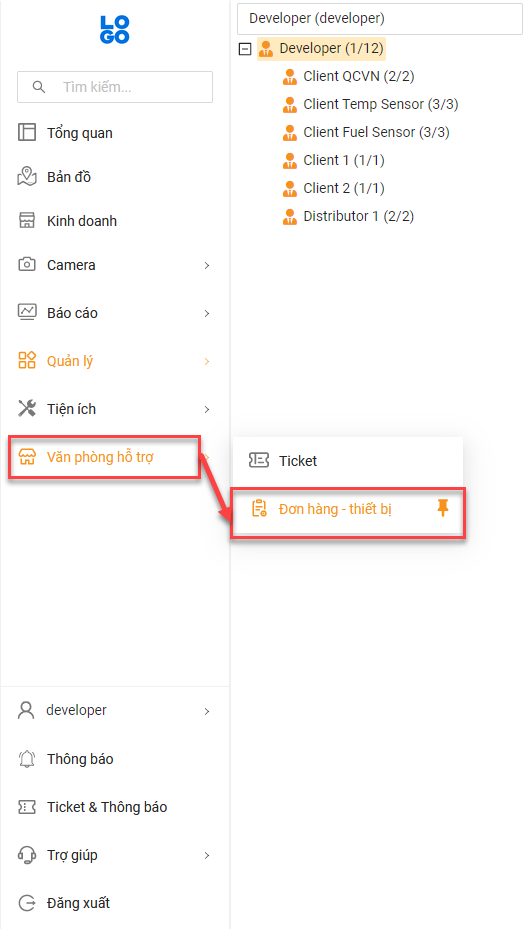 LO
GO
Tìm kiếm...
Tổng quan
Bản đồ
Kinh doanh
Camera
Báo cáo
Quản lý
Tiện ích
Văn phòng hỗ trợ
developer
Thông báo
Ticket & Thông báo
Trợ giúp
Đăng xuất
Developer (developer)
Developer (1/12)
Client QCVN (2/2)
Client Temp Sensor (3/3)
Client Fuel Sensor (3/3)
Client 1 (1/1)
Client 2 (1/1)
Distributor 1 (2/2)
Ticket
Đơn hàng - thiết bị